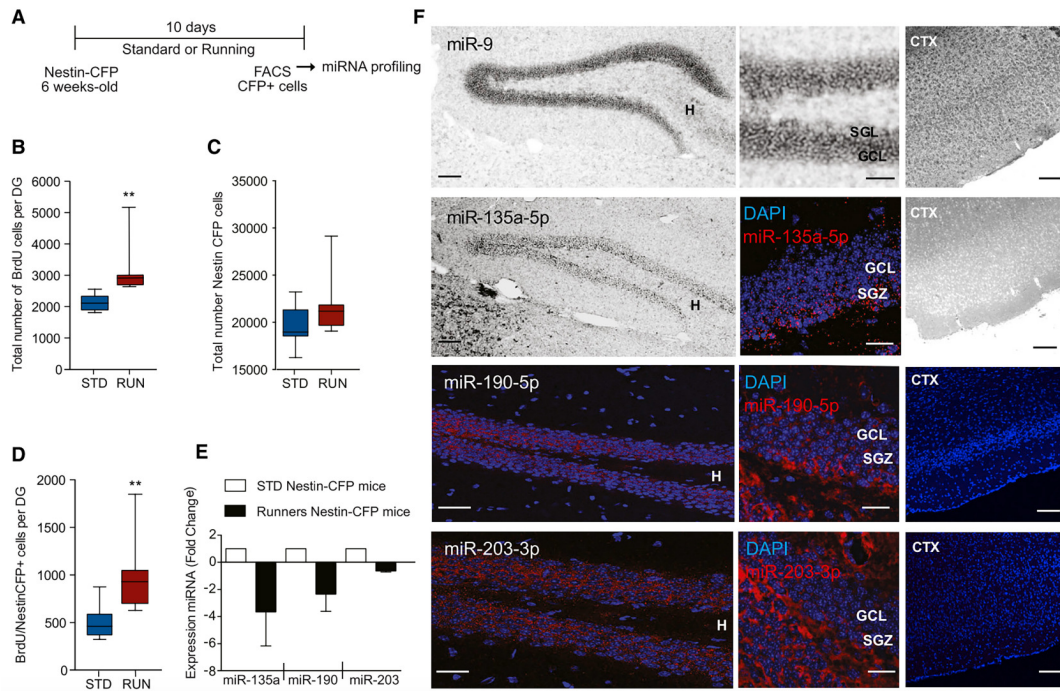 A
10 days
Standard or Running
Nestin-CFP
6 weeks-old
FACS
CFP+ cells
miRNA profiling
B
Total number of BrdU cells per DG
6000
5000
4000
3000
2000
1000
0
**
STD RUN
C
Total number Nestin CFP cells
35000
30000
25000
20000
15000
0
STD RUN
D
BrdU/NestinCFP+ cells per DG
2000
1500
1000
500
0
**
STD RUN
E
STD Nestin-CFP mice
Runners Nestin-CFP mice
Expression miRNA (Fold Change)
2
0
-2
-4
-6
-8
miR-135a miR-190 miR-203
F
miR-9
H
SGL
GCL
CTX
miR-135a-5p
H
DAPI
miR-135a-5p
GCL
SGZ
CTX
miR-190-5p
H
DAPI
miR-190-5p
GCL
SGZ
CTX
miR-203-3p
H
DAPI
miR-203-3p
GCL
SGZ
CTX